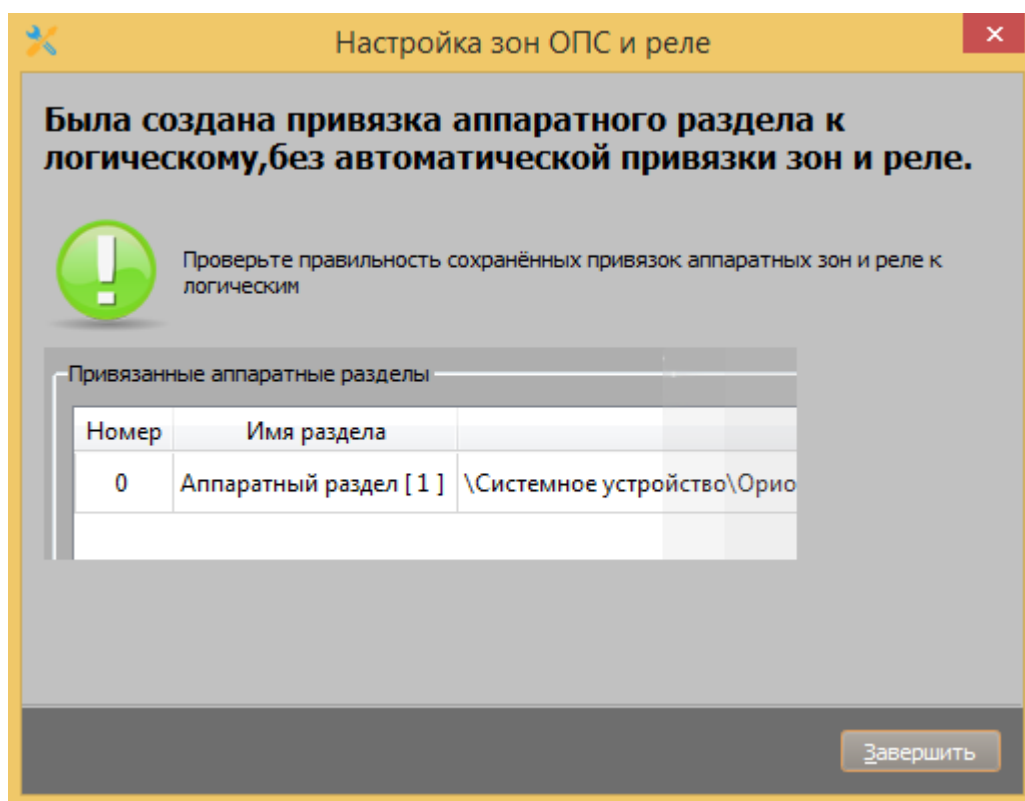 Настройка зон ОПС и реле
Была создана привязка аппаратного раздела к
логическому,без автоматической привязки зон и реле.
Проверьте правильность сохранённых привязок аппаратных зон и реле к
логическим
Привязанные аппаратные разделы
Номер Имя раздела
0 Аппаратный раздел [ 1 ] \Системное устройство\Орио
Завершить